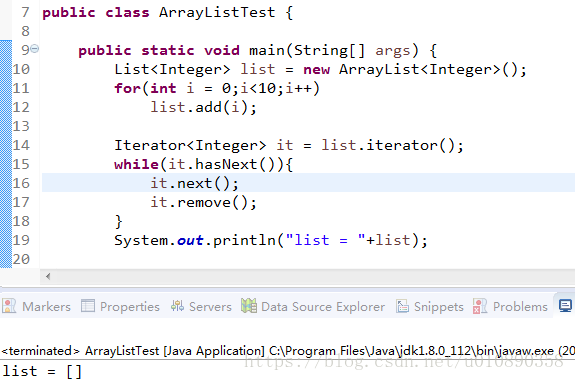 7 public class ArrayListTest {
8
9 public static void main(String[] args) {
10 List<Integer> list = new ArrayList<Integer>();
11 for(int i = 0;i<10;i++)
12 list.add(i);
13
14 Iterator<Integer> it = list.iterator();
15 while(it.hasNext()){
16 it.next();
17 it.remove();
18 }
19 System.out.println("list = "+list);
20
Markers Properties Servers Data Source Explorer Snippets Problems
<terminated> ArrayListTest [Java Application] C:\Program Files\Java\jdk1.8.0_112\bin\javaw.exe (20
https://blog.csdn.net/u010890358
list = []